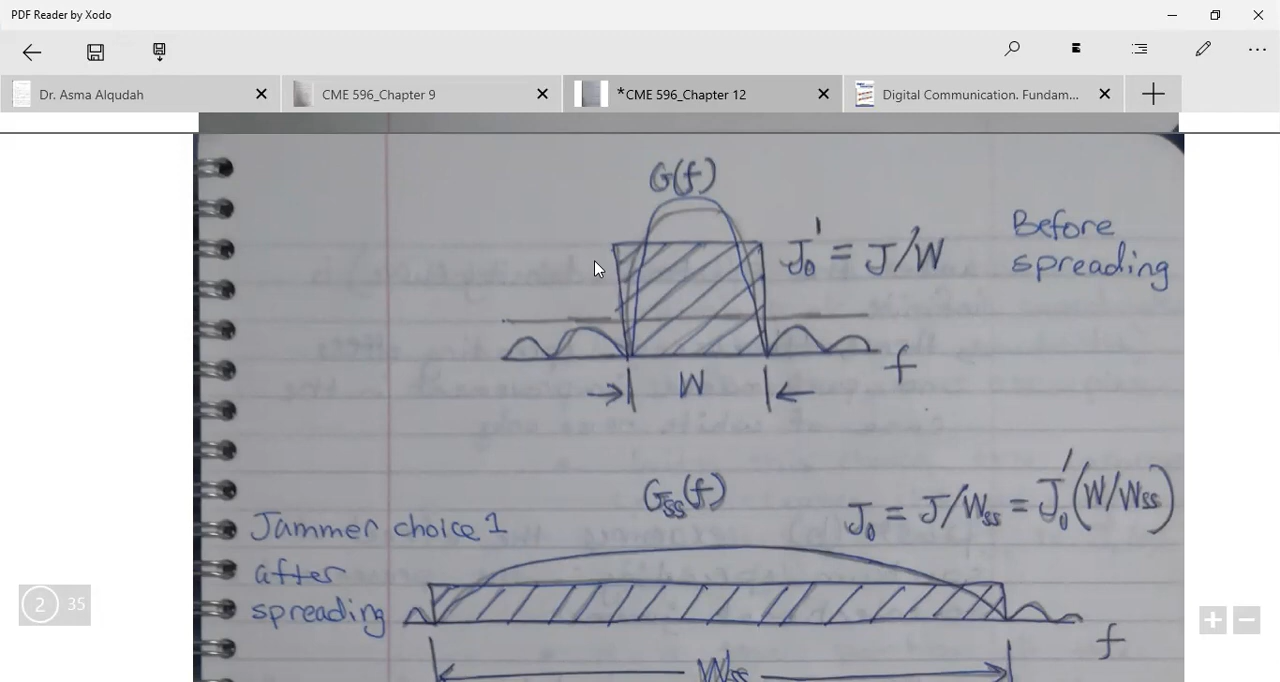 PDF Reader by Xodo
Dr. Asma Alqudah
CME 596_Chapter 9
*CME 596_Chapter 12
Digital Communication. Fundam...
G(f)
J₀' = J/W
Before
spreading
f
W
Gss(f)
J₀ = J/Wss = J₀'(W/Wss)
Jammer choice 1
after
spreading
f
Wss
2 35